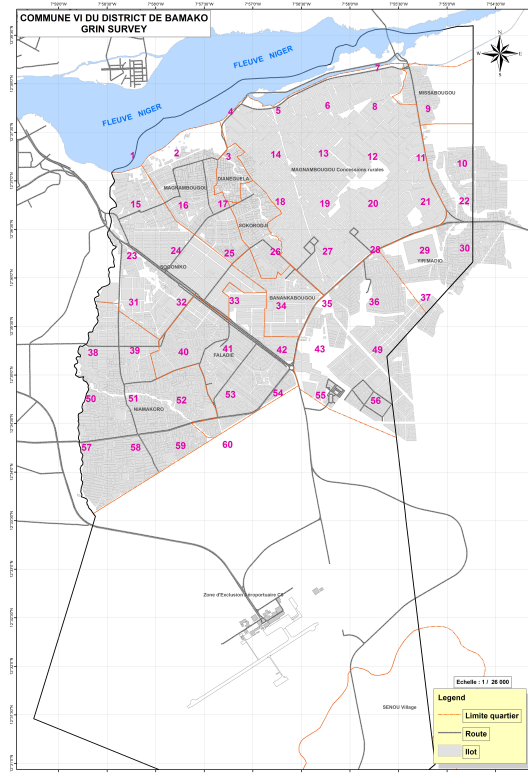 COMMUNE VI DU DISTRICT DE BAMAKO
GRIN SURVEY
N
W E
S
FLEUVE NIGER
FLEUVE NIGER
7
MISSABOUGOU
4 5 6 8 9
1 2 3 14 13 12 11 10
MAGNAMBOUGOU Concessions rurales
DIANEGUELA
MAGNAMBOUGOU
15 16 17 18 19 20 21 22
SOKORODJI
23 24 25 26 27 28 29 30
SOGONIKO
YIRIMADIO
31 32 33 34 35 36 37
BANANKABOUGOU
38 39 40 41 42 43 49
FALADIE
50 51 52 53 54 55 56
NIAMAKORO
57 58 59 60
Zone d'Exclusion Aéroportuaire
SENOU Village
Echelle : 1 / 26 000
Legend
Limite quartier
Route
Ilot